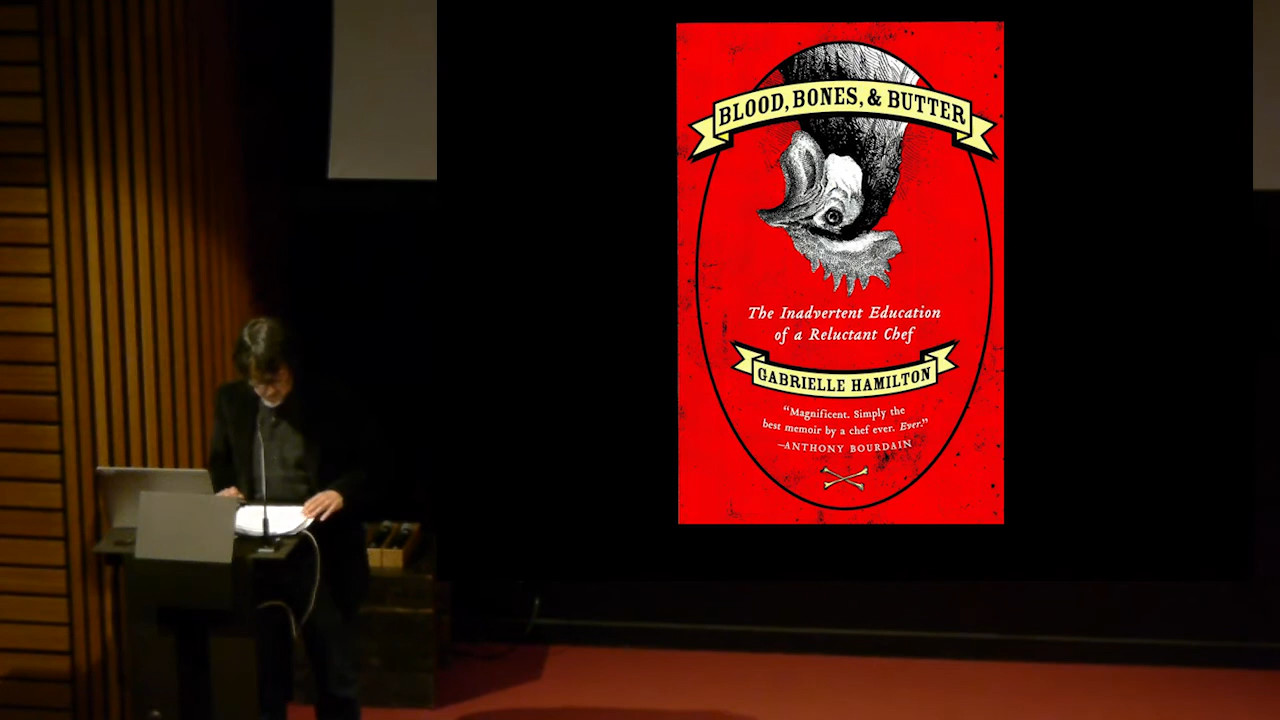 BLOOD, BONES, & BUTTER
The Inadvertent Education
of a Reluctant Chef
GABRIELLE HAMILTON
“Magnificent. Simply the
best memoir by a chef ever. Ever.”
—ANTHONY BOURDAIN